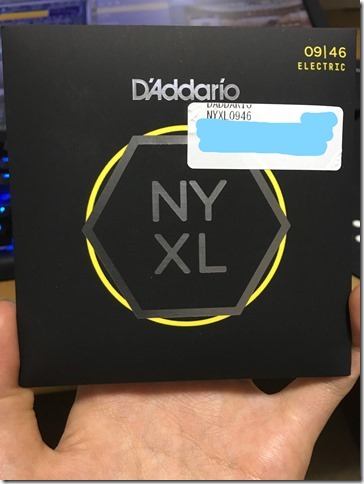 09|46
ELECTRIC
D'Addario
DADDARIO
NYXL0946
NY
XL